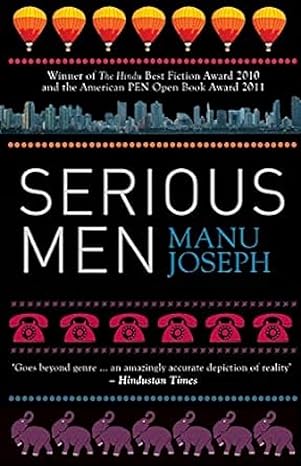 Winner of The Hindu Best Fiction Award 2010
and the American PEN Open Book Award 2011
SERIOUS
MEN
MANU
JOSEPH
'Goes beyond genre ... an amazingly accurate depiction of reality'
– Hindustan Times